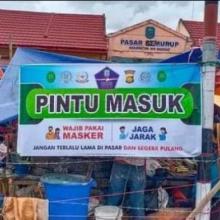 PASAR SEMURUP
PINTU MASUK
WAJIB PAKAI
MASKER
JAGA
JARAK
JANGAN TERLALU LAMA DI PASAR DAN SEGERA PULANG